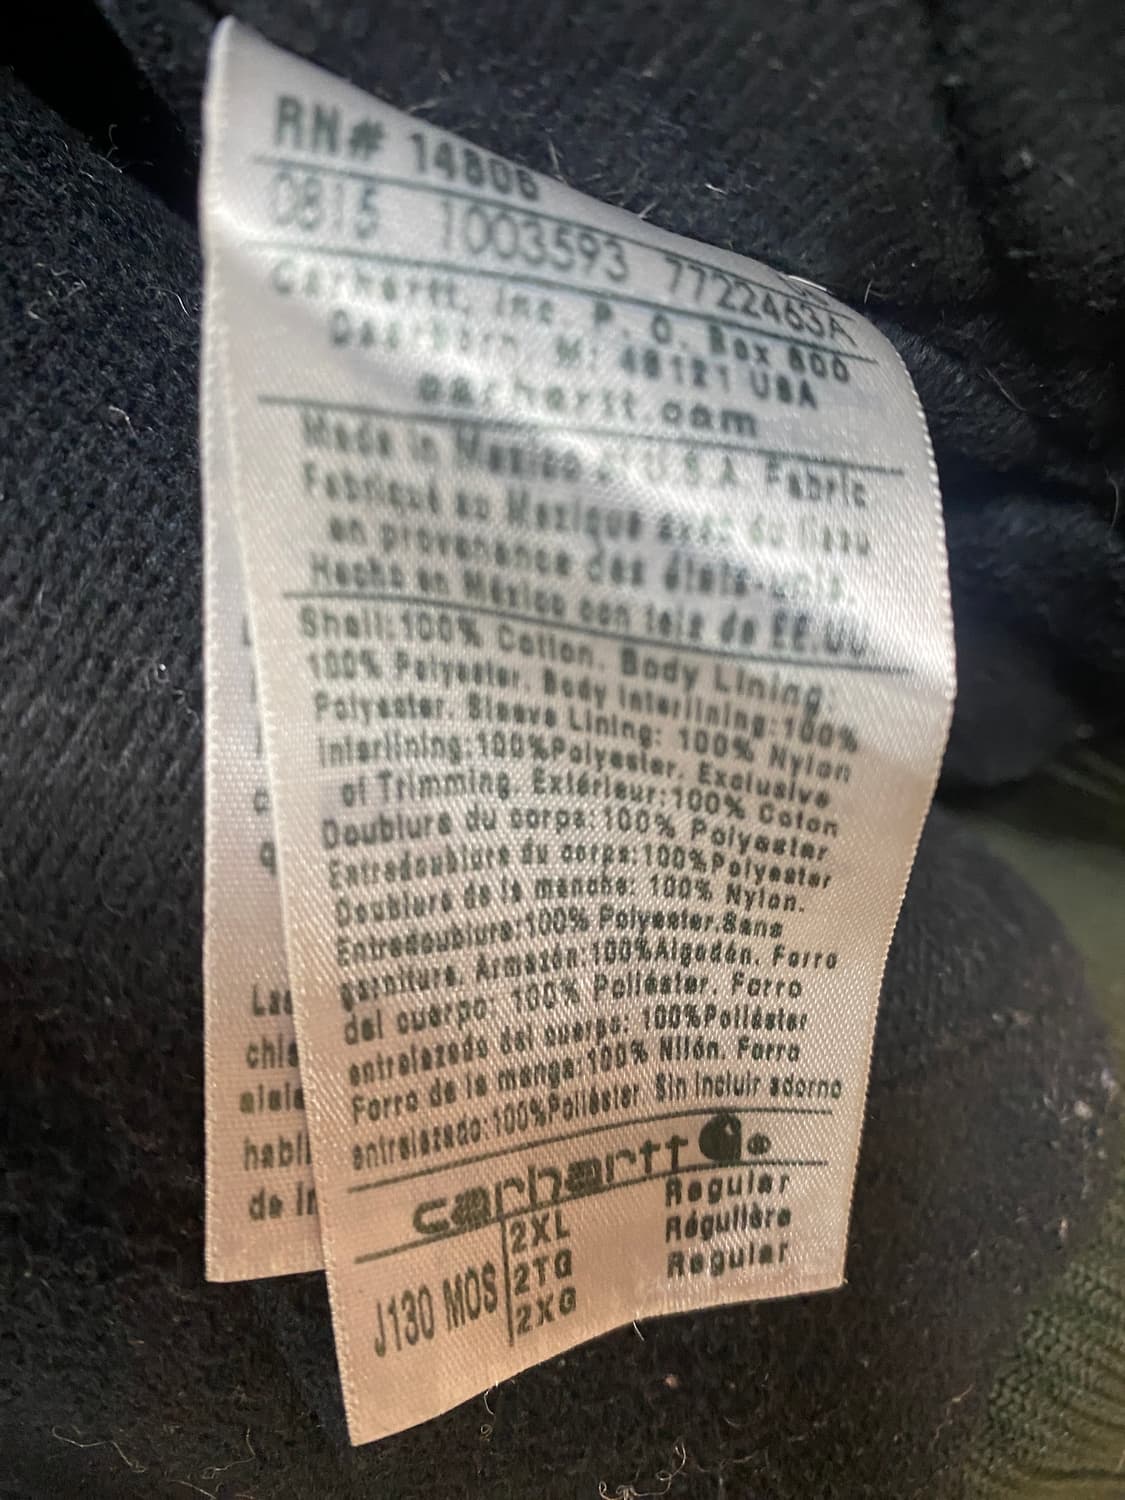 RN# 14806
0815 1003593 7722463A
Carhartt, Inc. P. O. Box 600
Dearborn, MI 48121 USA
carhartt.com
Made in Mexico U.S.A. Fabric
Fabriqué au Mexique avec du tissu
en provenance des états-unis.
Hecho en México con tela de EE.UU.
Shell:100% Cotton. Body Lining:
100% Polyester. Body Interlining:100%
Polyester. Sleeve Lining: 100% Nylon
Interlining:100%Polyester. Exclusive
of Trimming. Extérieur:100% Coton
Doublure du corps:100% Polyester
Entredoublure du corps:100%Polyester
Doublure de la manche: 100% Nylon.
Entredoublure:100% Polyester.Sans
garniture. Armazón:100%Algodón. Forro
del cuerpo: 100% Poliéster. Forro
entrelazado del cuerpo: 100%Poliéster
Forro de la manga:100% Nilón. Forro
entrelazado:100%Poliéster Sin incluir adorno
carhartt ®
J130 MOS
2XL Regular
2TG Régulière
2XG Regular